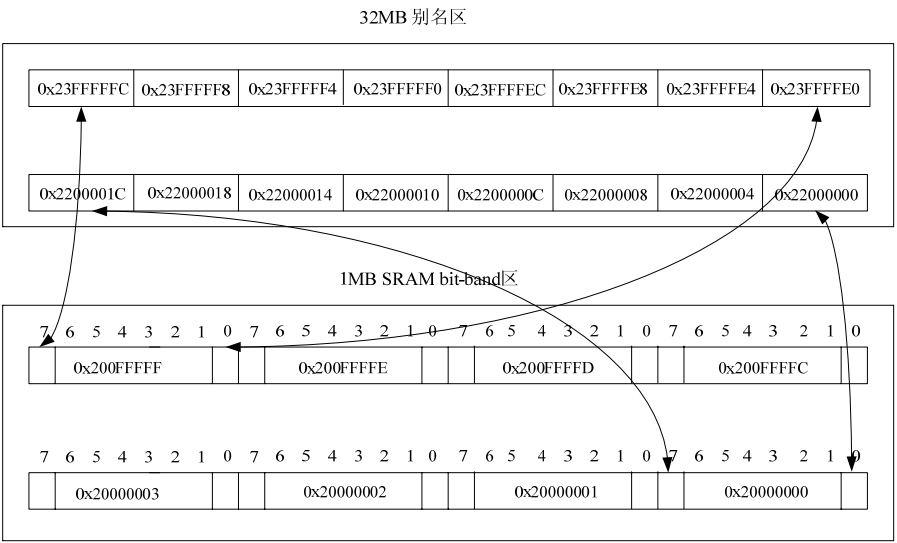 32MB 别名区
0x23FFFFFC 0x23FFFFF8 0x23FFFFF4 0x23FFFFF0 0x23FFFFEC 0x23FFFFE8 0x23FFFFE4 0x23FFFFE0
0x2200001C 0x22000018 0x22000014 0x22000010 0x2200000C 0x22000008 0x22000004 0x22000000
1MB SRAM bit-band区
7 6 5 4 3 2 1 0 7 6 5 4 3 2 1 0 7 6 5 4 3 2 1 0 7 6 5 4 3 2 1 0
0x200FFFFF 0x200FFFFE 0x200FFFFD 0x200FFFFC
7 6 5 4 3 2 1 0 7 6 5 4 3 2 1 0 7 6 5 4 3 2 1 0 7 6 5 4 3 2 1 0
0x20000003 0x20000002 0x20000001 0x20000000